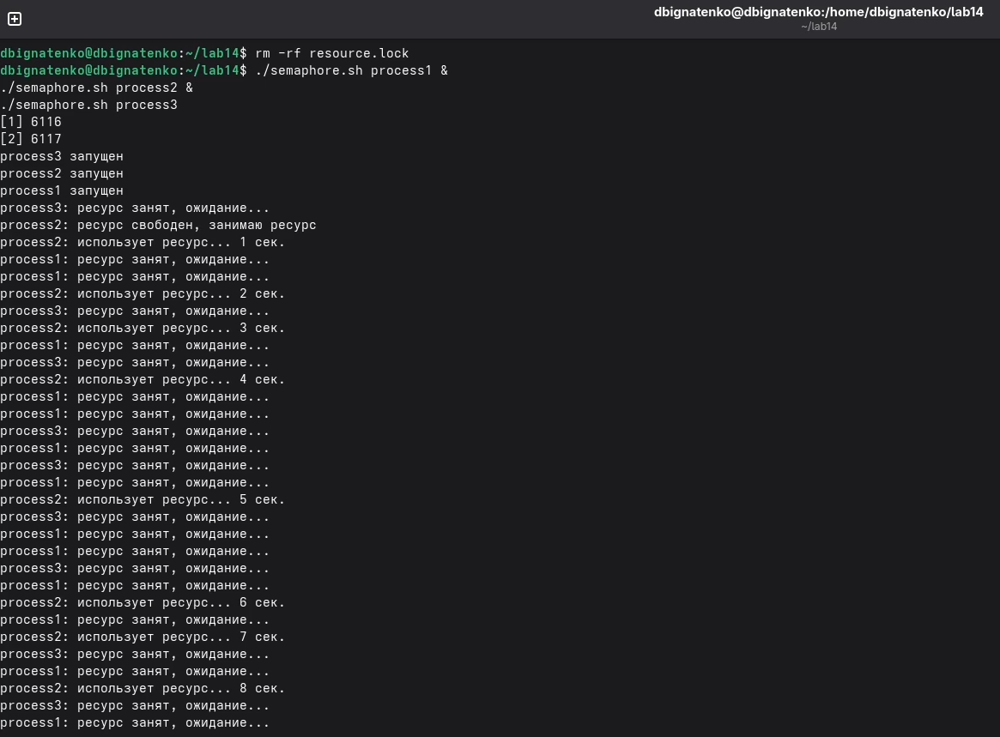 dbignatenko@dbignatenko:/home/dbignatenko/lab14
~/lab14
dbignatenko@dbignatenko:~/lab14$ rm -rf resource.lock
dbignatenko@dbignatenko:~/lab14$ ./semaphore.sh process1 &
./semaphore.sh process2 &
./semaphore.sh process3
[1] 6116
[2] 6117
process3 запущен
process2 запущен
process1 запущен
process3: ресурс занят, ожидание...
process2: ресурс свободен, занимаю ресурс
process2: использует ресурс... 1 сек.
process1: ресурс занят, ожидание...
process1: ресурс занят, ожидание...
process2: использует ресурс... 2 сек.
process3: ресурс занят, ожидание...
process2: использует ресурс... 3 сек.
process1: ресурс занят, ожидание...
process3: ресурс занят, ожидание...
process2: использует ресурс... 4 сек.
process1: ресурс занят, ожидание...
process1: ресурс занят, ожидание...
process3: ресурс занят, ожидание...
process1: ресурс занят, ожидание...
process3: ресурс занят, ожидание...
process1: ресурс занят, ожидание...
process2: использует ресурс... 5 сек.
process3: ресурс занят, ожидание...
process1: ресурс занят, ожидание...
process1: ресурс занят, ожидание...
process3: ресурс занят, ожидание...
process1: ресурс занят, ожидание...
process2: использует ресурс... 6 сек.
process1: ресурс занят, ожидание...
process2: использует ресурс... 7 сек.
process3: ресурс занят, ожидание...
process1: ресурс занят, ожидание...
process2: использует ресурс... 8 сек.
process3: ресурс занят, ожидание...
process1: ресурс занят, ожидание...